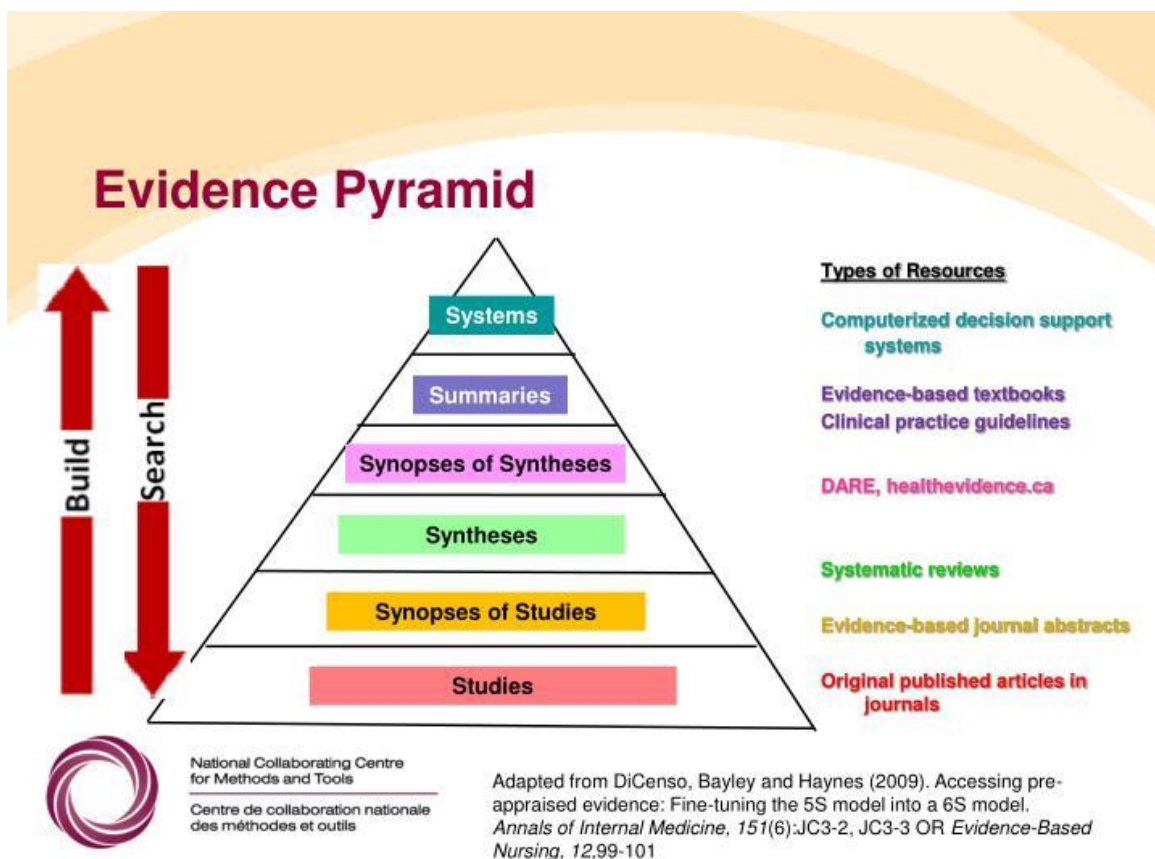 Evidence Pyramid
Build
Search
Systems
Summaries
Synopses of Syntheses
Syntheses
Synopses of Studies
Studies
Types of Resources
Computerized decision support
systems
Evidence-based textbooks
Clinical practice guidelines
DARE, healthevidence.ca
Systematic reviews
Evidence-based journal abstracts
Original published articles in
journals
National Collaborating Centre
for Methods and Tools
Centre de collaboration nationale
des méthodes et outils
Adapted from DiCenso, Bayley and Haynes (2009). Accessing pre-
appraised evidence: Fine-tuning the 5S model into a 6S model.
Annals of Internal Medicine, 151(6):JC3-2, JC3-3 OR Evidence-Based
Nursing, 12,99-101